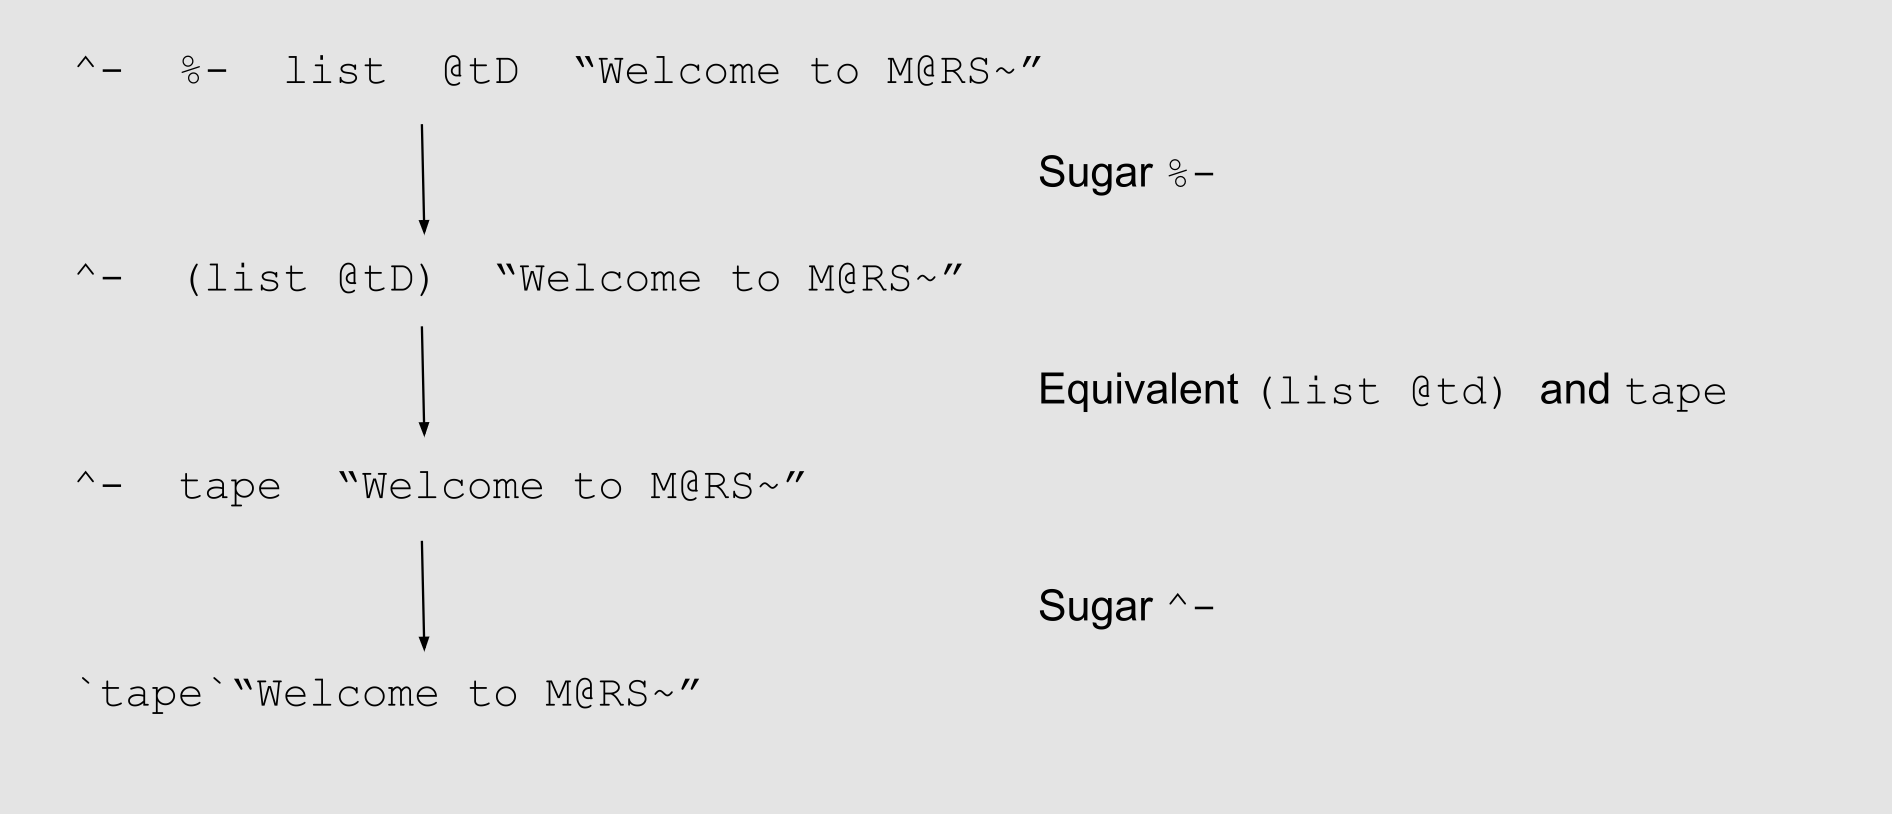 ^-  %-  list  @tD  “Welcome to M@RS~”
Sugar %-
^-  (list @tD)  “Welcome to M@RS~”
Equivalent (list @td) and tape
^-  tape  “Welcome to M@RS~”
Sugar ^-
`tape`“Welcome to M@RS~”